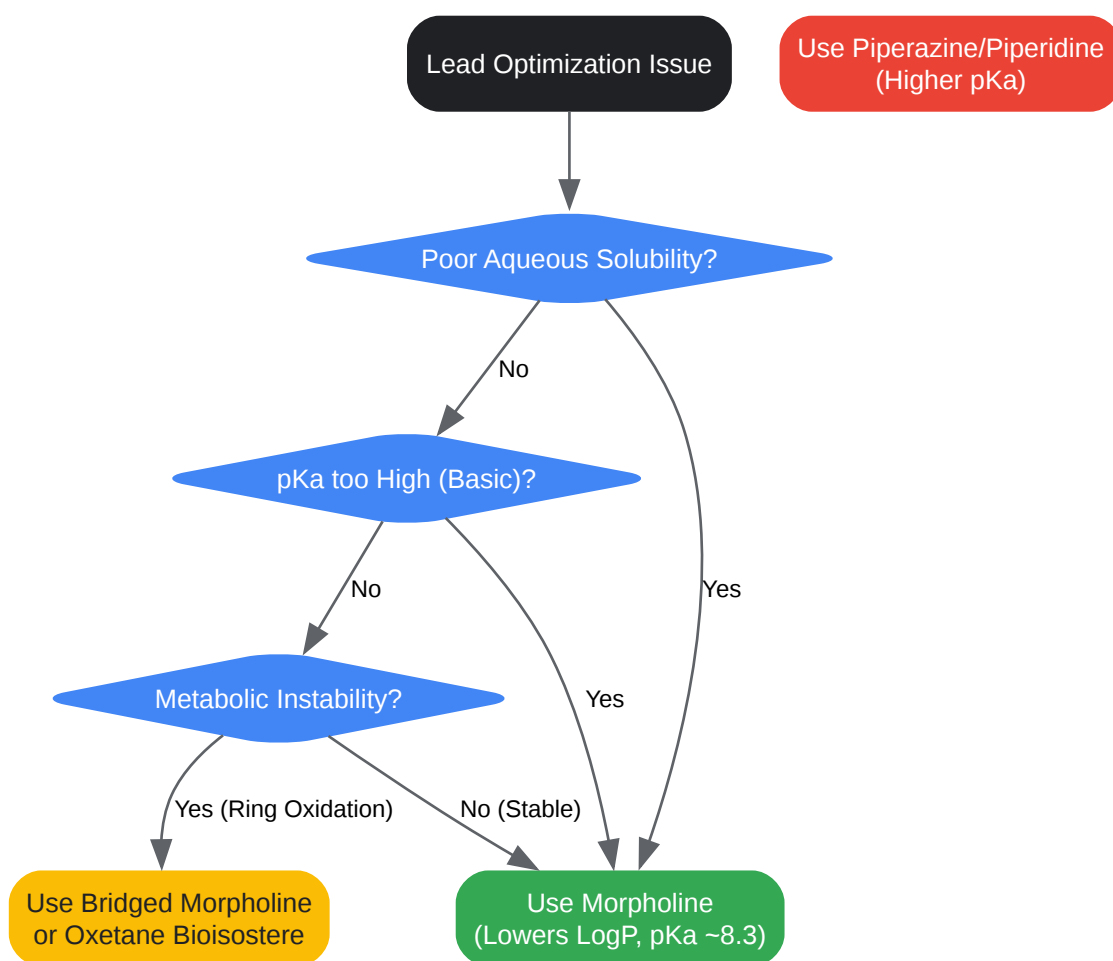 Lead Optimization Issue
Use Piperazine/Piperidine
(Higher pKa)
Poor Aqueous Solubility?
No
pKa too High (Basic)?
No
Yes
Metabolic Instability?
Yes
Yes (Ring Oxidation)
No (Stable)
Use Bridged Morpholine
or Oxetane Bioisostere
Use Morpholine
(Lowers LogP, pKa ~8.3)